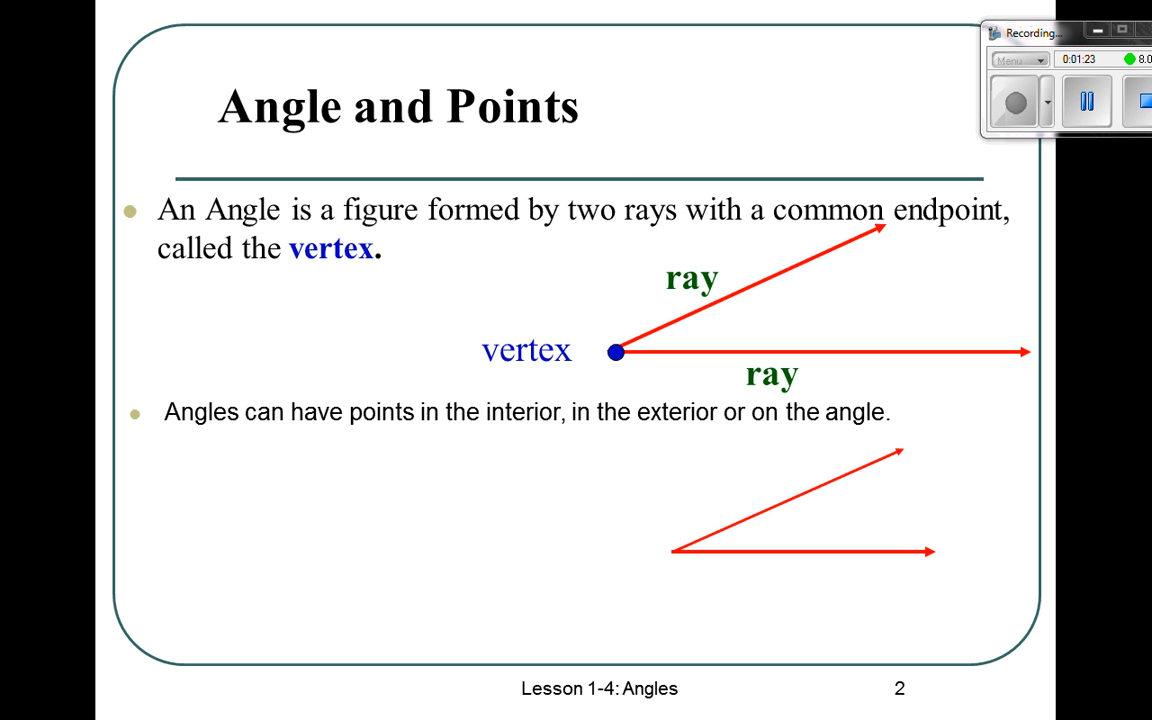 Recording...
Menu
0:01:23
8.0
Angle and Points
An Angle is a figure formed by two rays with a common endpoint,
called the vertex.
ray
vertex
ray
Angles can have points in the interior, in the exterior or on the angle.
Lesson 1-4: Angles
2